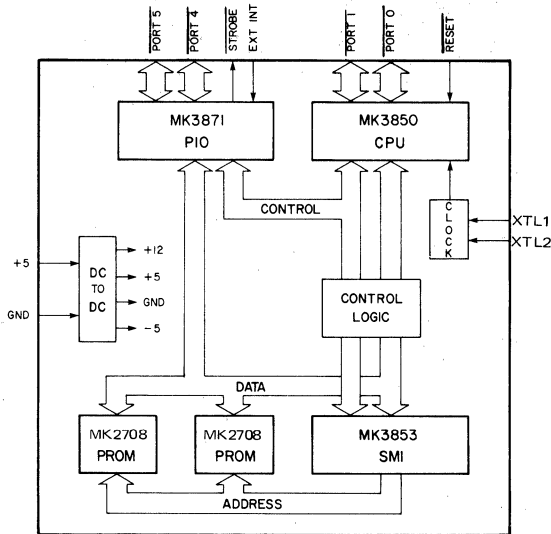 PORT 5
PORT 4
STROBE
EXT INT
PORT 1
PORT 0
RESET
MK3871
PIO
MK3850
CPU
CONTROL
CLOCK
XTL1
XTL2
+5
GND
DC
TO
DC
+12
+5
GND
-5
CONTROL
LOGIC
DATA
MK2708
PROM
MK2708
PROM
MK3853
SMI
ADDRESS